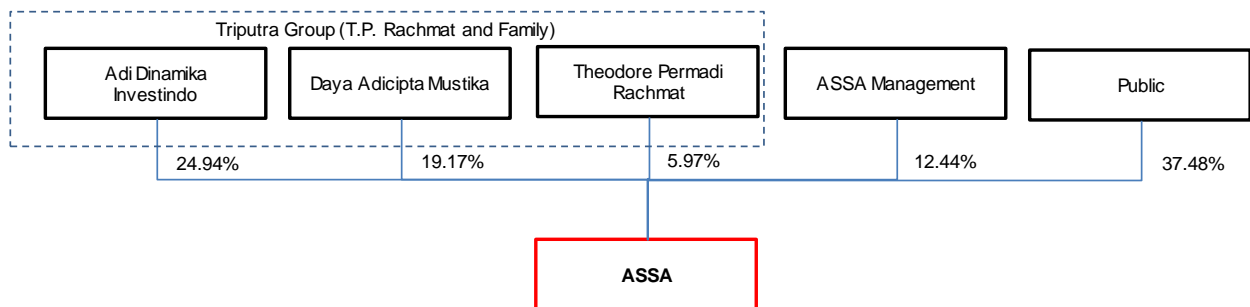 Triputra Group (T.P. Rachmat and Family)
Adi Dinamika
Investindo
Daya Adicipta Mustika
Theodore Permadi
Rachmat
ASSA Management
Public
24.94%
19.17%
5.97%
12.44%
37.48%
ASSA